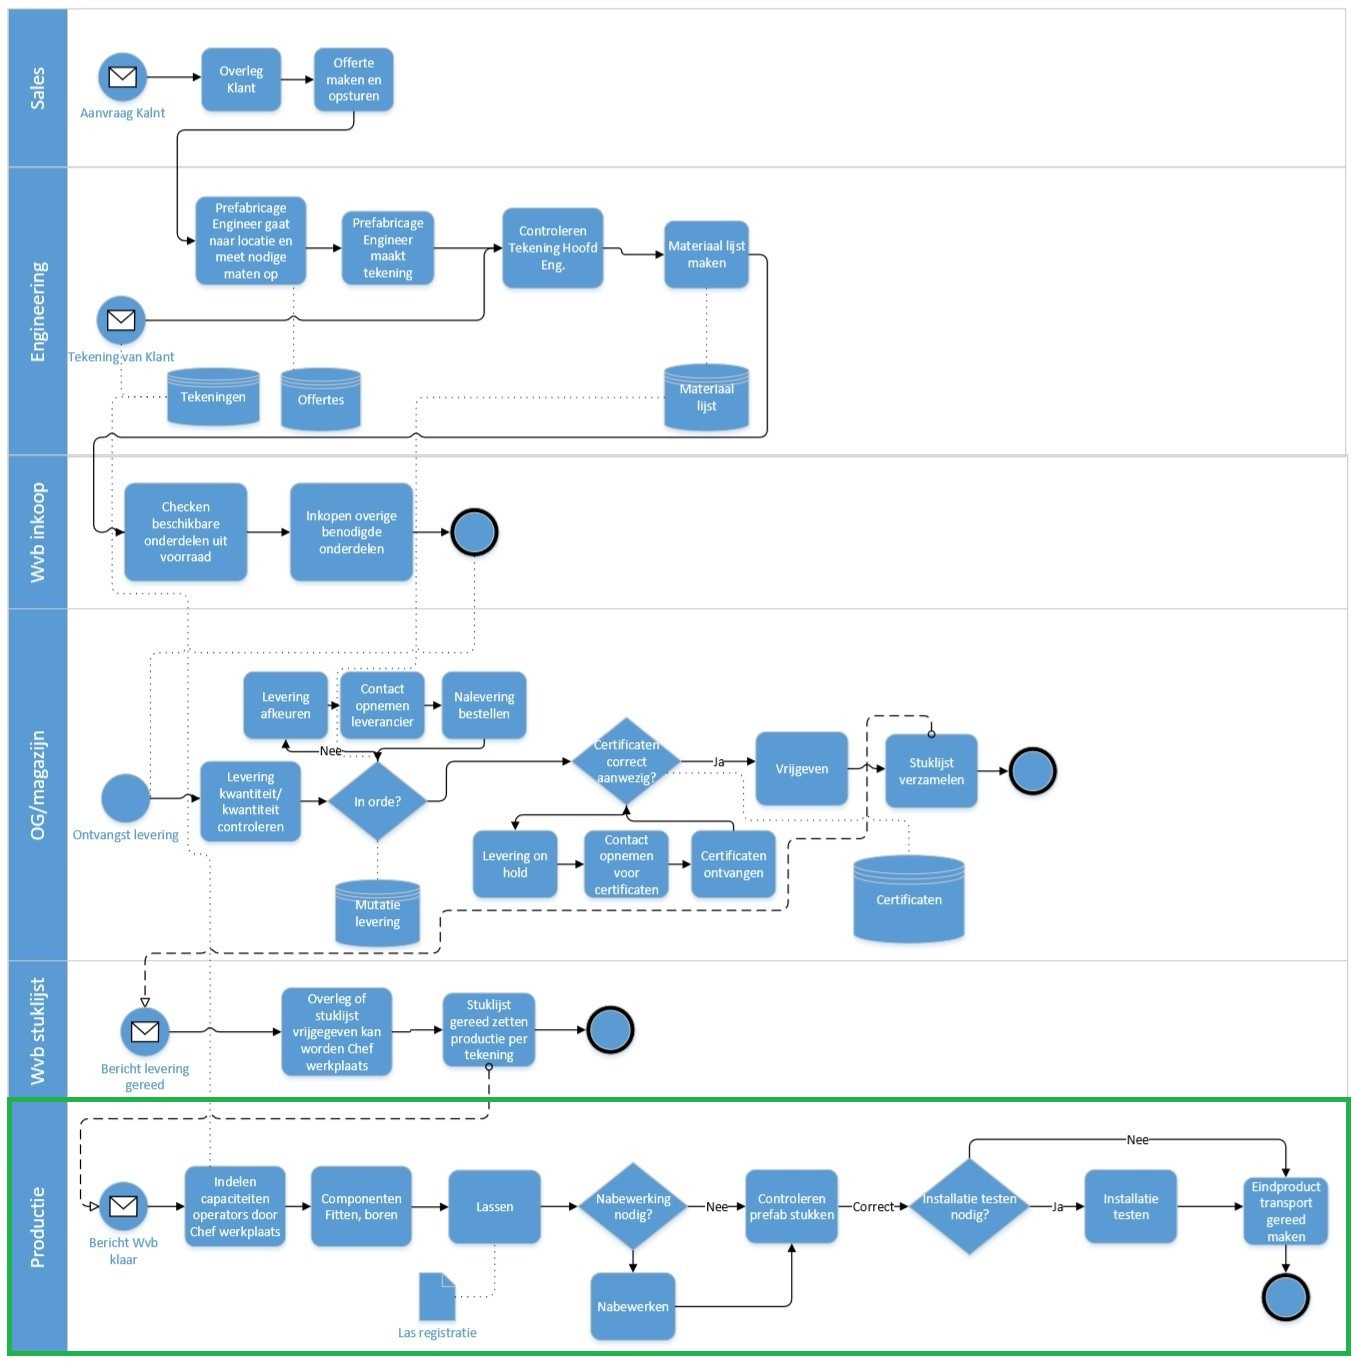 Sales
Aanvraag Kalnt
Overleg
Klant
Offerte
maken en
opsturen
Engineering
Prefabricage
Engineer gaat
naar locatie en
meet nodige
maten op
Prefabricage
Engineer
maakt
tekening
Controleren
Tekening Hoofd
Eng.
Materiaal lijst
maken
Tekening van Klant
Tekeningen
Offertes
Materiaal
lijst
Wvb inkoop
Checken
beschikbare
onderdelen uit
voorraad
Inkopen overige
benodigde
onderdelen
OG/magazijn
Levering
afkeuren
Contact
opnemen
leverancier
Nalevering
bestellen
Nee
Ontvangst levering
Levering
kwantiteit/
kwantiteit
controleren
In orde?
Certificaten
correct
aanwezig?
Ja
Vrijgeven
Stuklijst
verzamelen
Levering on
hold
Contact
opnemen
voor
certificaten
Certificaten
ontvangen
Mutatie
levering
Certificaten
Wvb stuklijst
Bericht levering
gereed
Overleg of
stuklijst
vrijgegeven kan
worden Chef
werkplaats
Stuklijst
gereed zetten
productie per
tekening
Productie
Bericht Wvb
klaar
Indelen
capaciteiten
operators door
Chef werkplaats
Componenten
Fitten, boren
Lassen
Las registratie
Nabewerking
nodig?
Nee
Nabewerken
Controleren
prefab stukken
Correct
Installatie testen
nodig?
Nee
Ja
Installatie
testen
Eindproduct
transport
gereed
maken